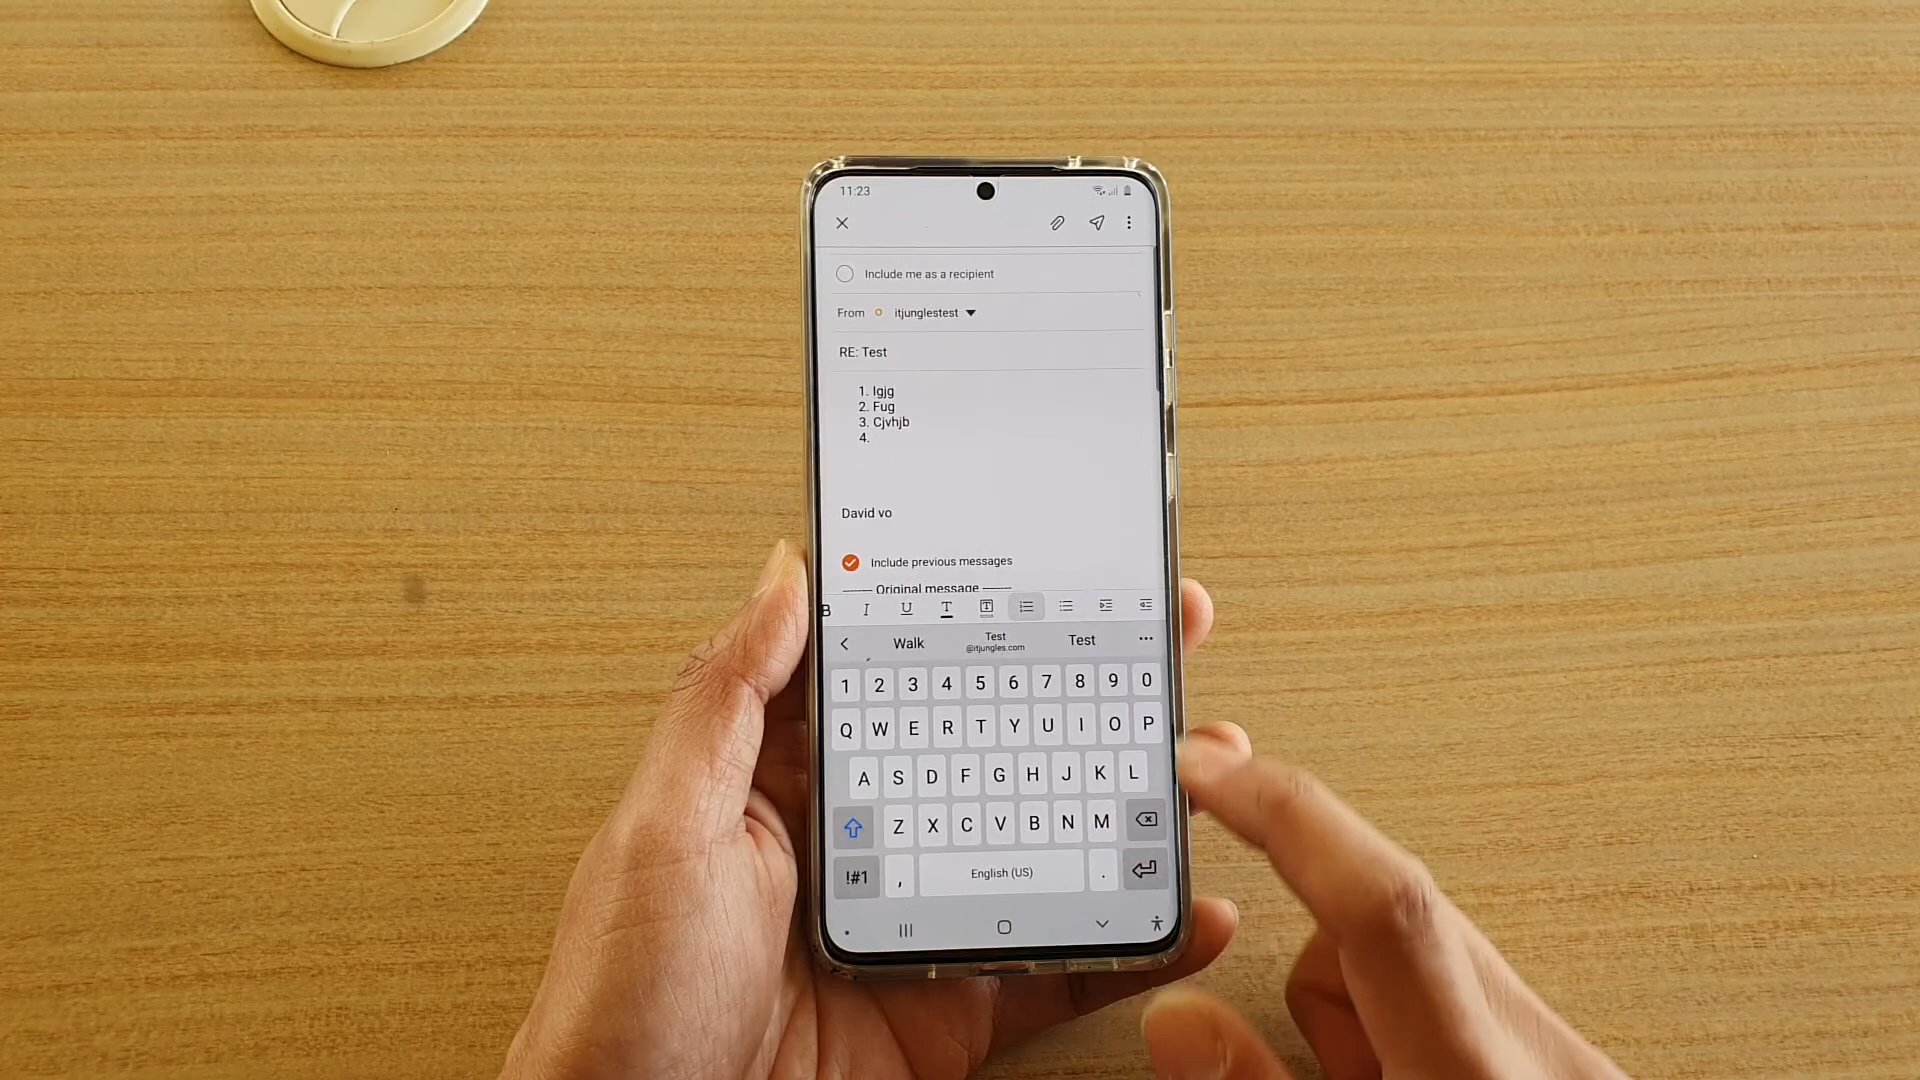 11:23
Include me as a recipient
From itjunglestest
RE: Test
1. Igjg
2. Fug
3. Cjvhjb
4.
David vo
Include previous messages
-------- Original message --------
B I U T T
Walk Test Test
@itjungles.com
1 2 3 4 5 6 7 8 9 0
Q W E R T Y U I O P
A S D F G H J K L
Z X C V B N M
!#1 , English (US) .